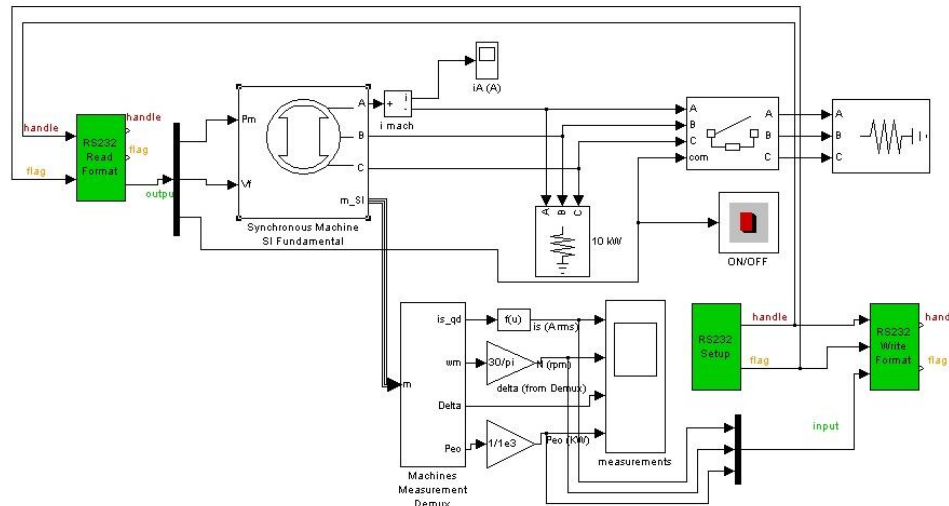 handle
flag
RS232
Read
Format
handle
flag
output
Pm
Vf
A
B
C
m_SI
Synchronous Machine
SI Fundamental
+
i
-
i mach
iA (A)
A
B
C
com
A
B
C
A
B
C
A
B
C
10 kW
ON/OFF
is_qd
wm
Delta
Peo
m
Machines
Measurement
Demux
f(u)
is (Arms)
30/pi
N (rpm)
delta (from Demux)
1/1e3
Peo (KW)
measurements
RS232
Setup
handle
flag
input
RS232
Write
Format
hand
flag